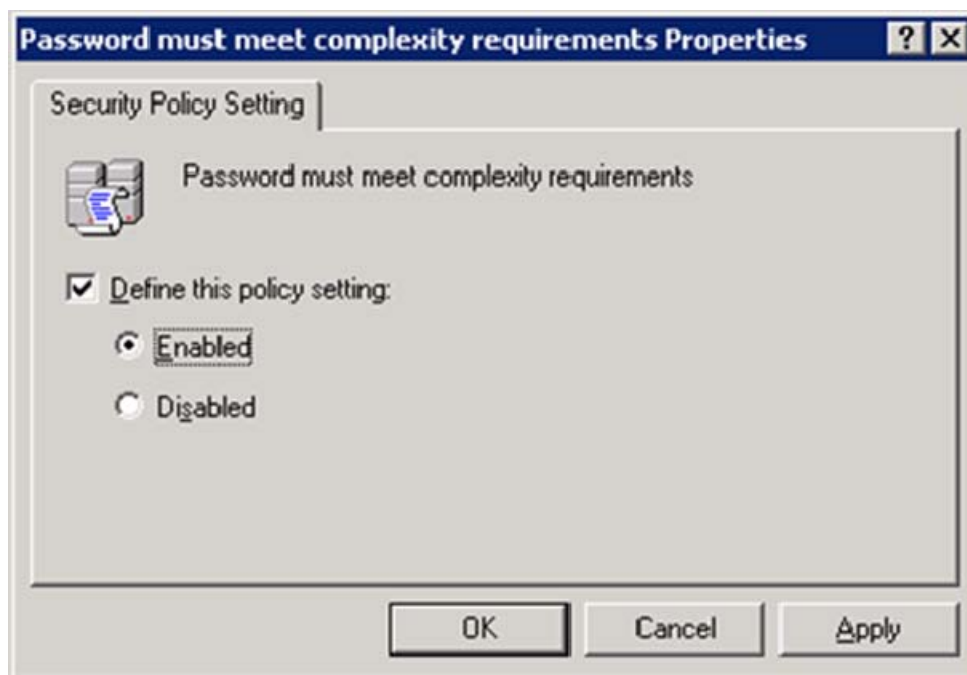 Password must meet complexity requirements Properties
Security Policy Setting
Password must meet complexity requirements
Define this policy setting:
Enabled
Disabled
OK Cancel Apply